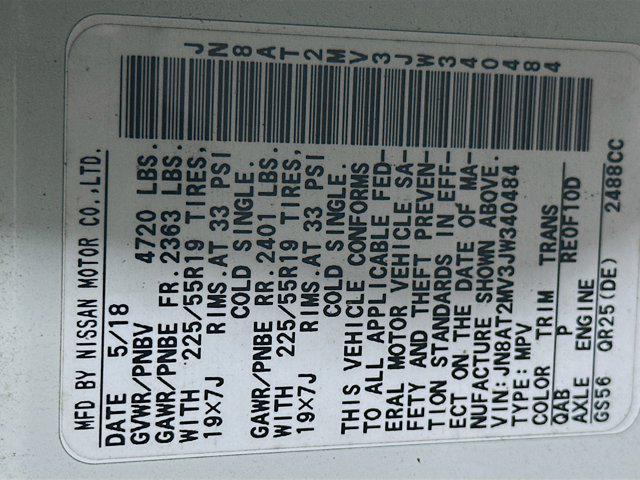 JN8AT2MV3JW340484
MFD BY NISSAN MOTOR CO.,LTD.
DATE 5/18
GVWR/PNBV 4720 LBS.
GAWR/PNBE FR. 2363 LBS.
WITH 225/55R19 TIRES,
19X7J RIMS.AT 33 PSI
COLD SINGLE.
GAWR/PNBE RR. 2401 LBS.
WITH 225/55R19 TIRES,
19X7J RIMS.AT 33 PSI
COLD SINGLE.
THIS VEHICLE CONFORMS
TO ALL APPLICABLE FED-
ERAL MOTOR VEHICLE SA-
FETY AND THEFT PREVEN-
TION STANDARDS IN EFF-
ECT ON THE DATE OF MA-
NUFACTURE SHOWN ABOVE.
VIN:JN8AT2MV3JW340484
TYPE: MPV
COLOR TRIM TRANS
QAB P REOF10D
AXLE ENGINE
GS56 QR25(DE) 2488CC